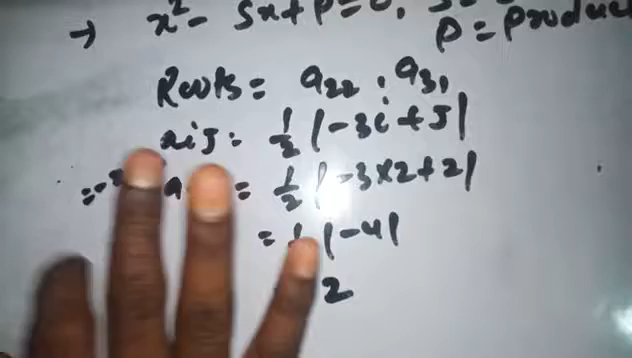 → x² - Sx + P = 0,
P = Product
Roots = a₂₂, a₃₁
aij = 1/2 |-3i + J|
= 1/2 |-3×2+2|
= |-4|
2